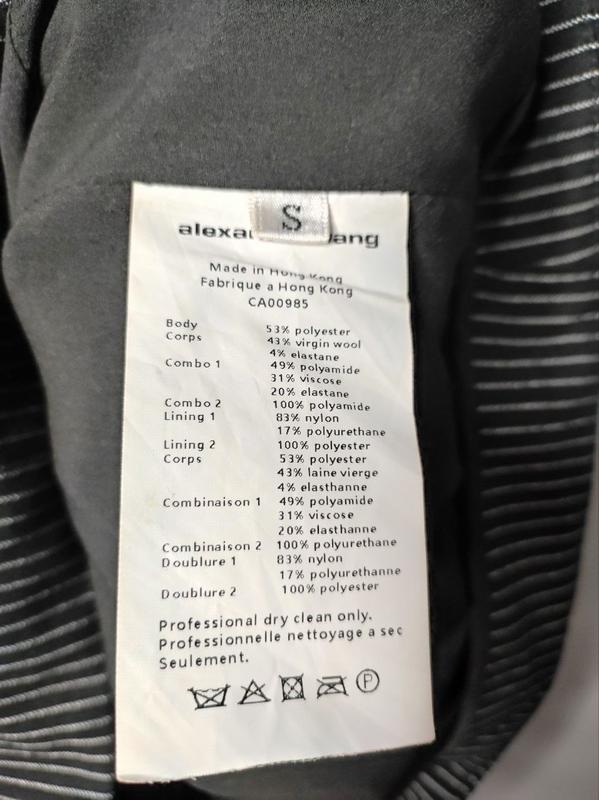 S
alexa ang
Made in Hong Kong
Fabrique a Hong Kong
CA00985
Body 53% polyester
Corps 43% virgin wool
4% elastane
Combo 1 49% polyamide
31% viscose
20% elastane
Combo 2 100% polyamide
Lining 1 83% nylon
17% polyurethane
Lining 2 100% polyester
Corps 53% polyester
43% laine vierge
4% elasthanne
Combinaison 1 49% polyamide
31% viscose
20% elasthanne
Combinaison 2 100% polyurethane
Doublure 1 83% nylon
17% polyurethanne
Doublure 2 100% polyester
Professional dry clean only.
Professionnelle nettoyage a sec
Seulement.
P